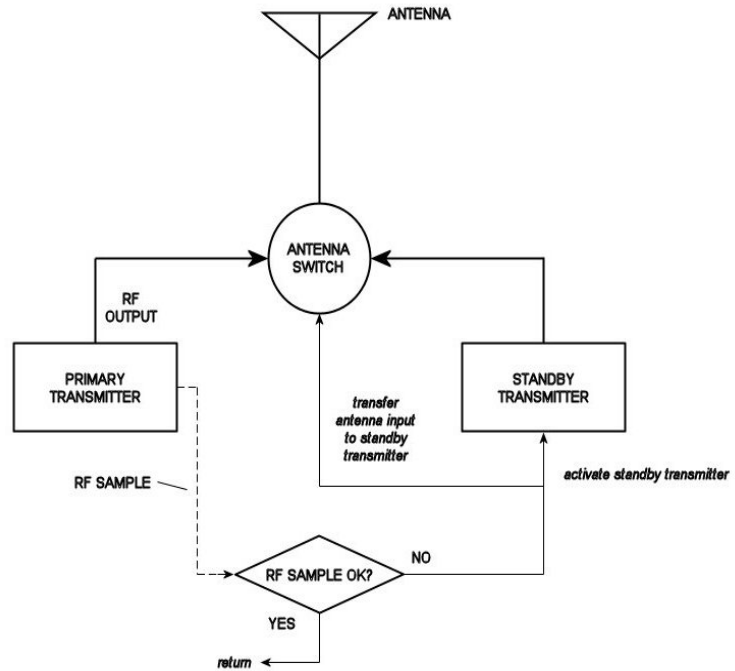 ANTENNA
ANTENNA
SWITCH
RF
OUTPUT
PRIMARY
TRANSMITTER
STANDBY
TRANSMITTER
transfer
antenna input
to standby
transmitter
activate standby transmitter
RF SAMPLE
NO
RF SAMPLE OK?
YES
return